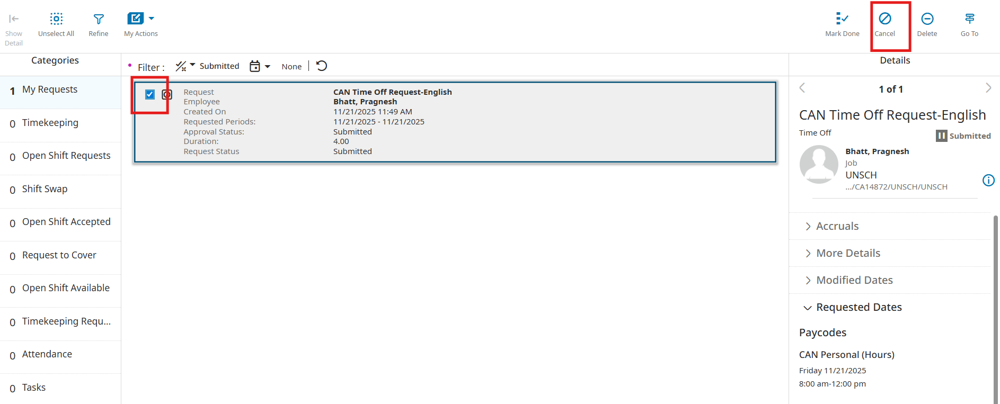 Show
Detail
Unselect All
Refine
My Actions
Mark Done
Cancel
Delete
Go To
Categories
1 My Requests
0 Timekeeping
0 Open Shift Requests
0 Shift Swap
0 Open Shift Accepted
0 Request to Cover
0 Open Shift Available
0 Timekeeping Requ...
0 Attendance
0 Tasks
Filter : Submitted None
Request CAN Time Off Request-English
Employee Bhatt, Pragnesh
Created On 11/21/2025 11:49 AM
Requested Periods: 11/21/2025 - 11/21/2025
Approval Status: Submitted
Duration: 4.00
Request Status Submitted
Details
1 of 1
CAN Time Off Request-English
Time Off
Submitted
Bhatt, Pragnesh
Job
UNSCH
.../CA14872/UNSCH/UNSCH
Accruals
More Details
Modified Dates
Requested Dates
Paycodes
CAN Personal (Hours)
Friday 11/21/2025
8:00 am-12:00 pm